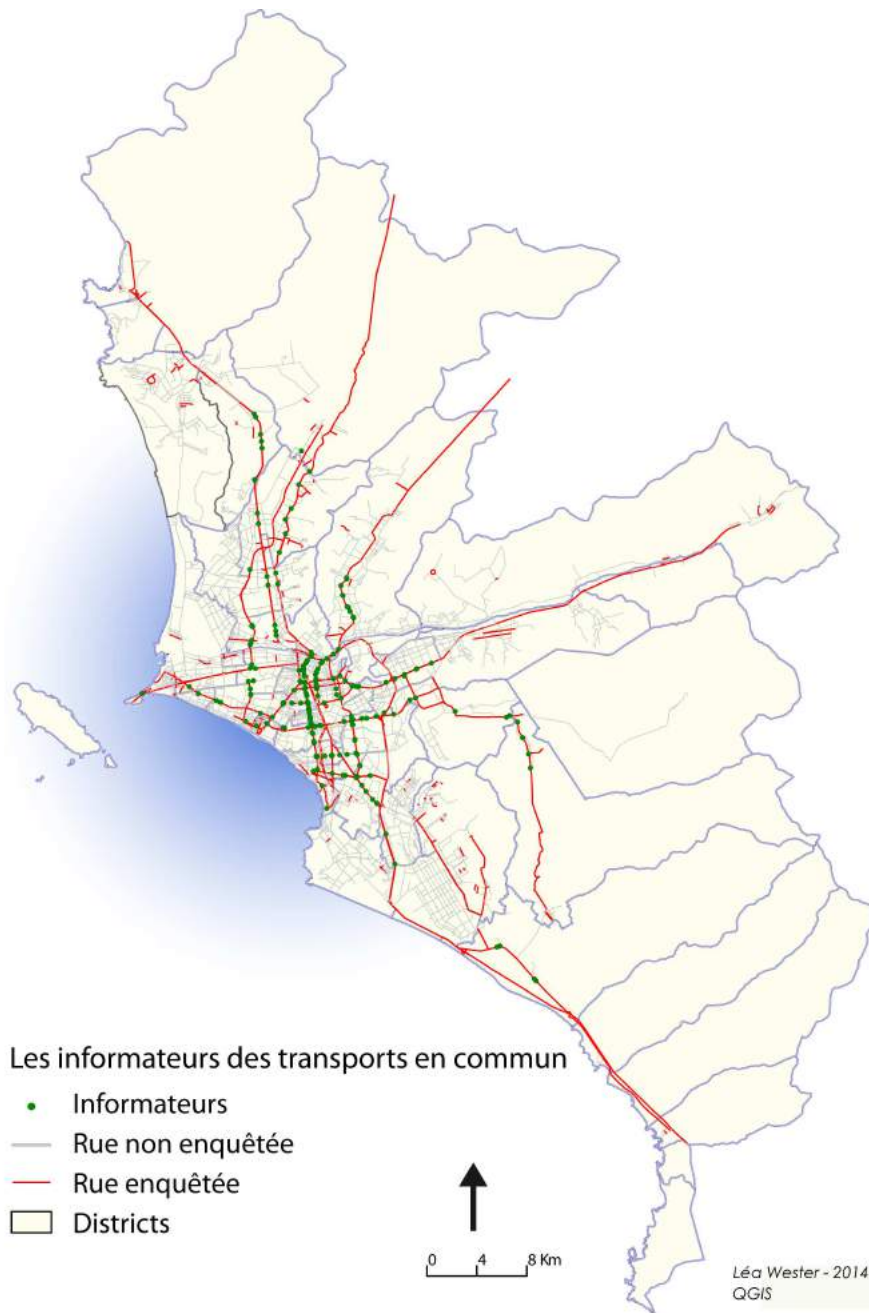 Les informateurs des transports en commun
Informateurs
Rue non enquêtée
Rue enquêtée
Districts
0 4 8 Km
Léa Wester - 2014
QGIS